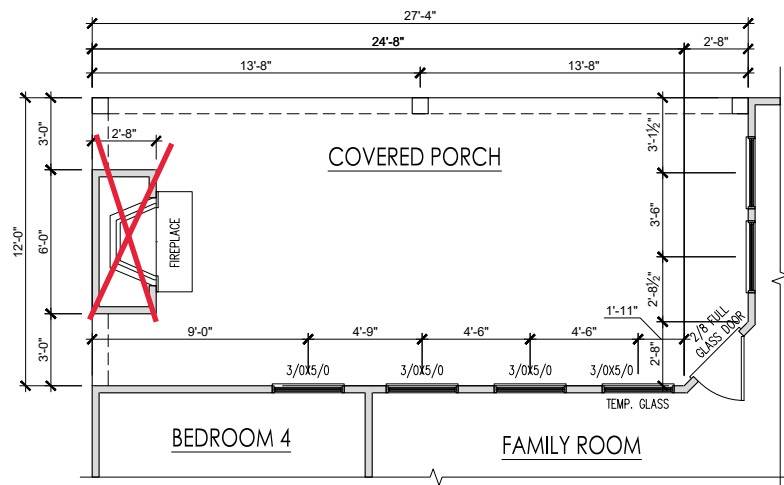 27'-4"
24'-8"
2'-8"
13'-8"
13'-8"
2'-8"
3'-0"
3'-1½"
COVERED PORCH
12'-0"
6'-0"
FIREPLACE
3'-6"
2'-8½"
1'-11"
2/8 FULL
GLASS DOOR
9'-0"
4'-9"
4'-6"
4'-6"
3'-0"
2'-8"
3/0X5/0
3/0X5/0
3/0X5/0
3/0X5/0
TEMP. GLASS
BEDROOM 4
FAMILY ROOM